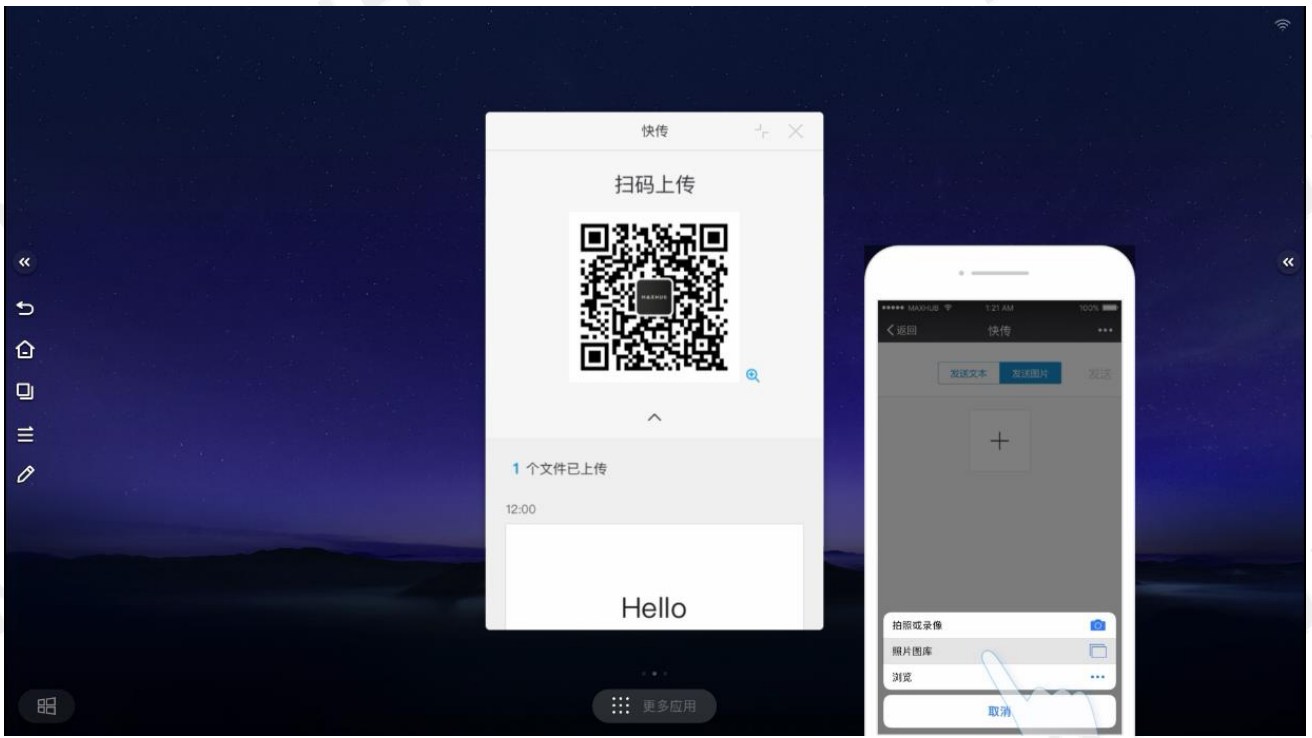 快传
扫码上传
MAXHUB
1 个文件已上传
12:00
Hello
更多应用
MAXHUB 1:21 AM 100%
返回 快传
发送文本 发送图片 发送
拍照或录像
照片图库
浏览
取消